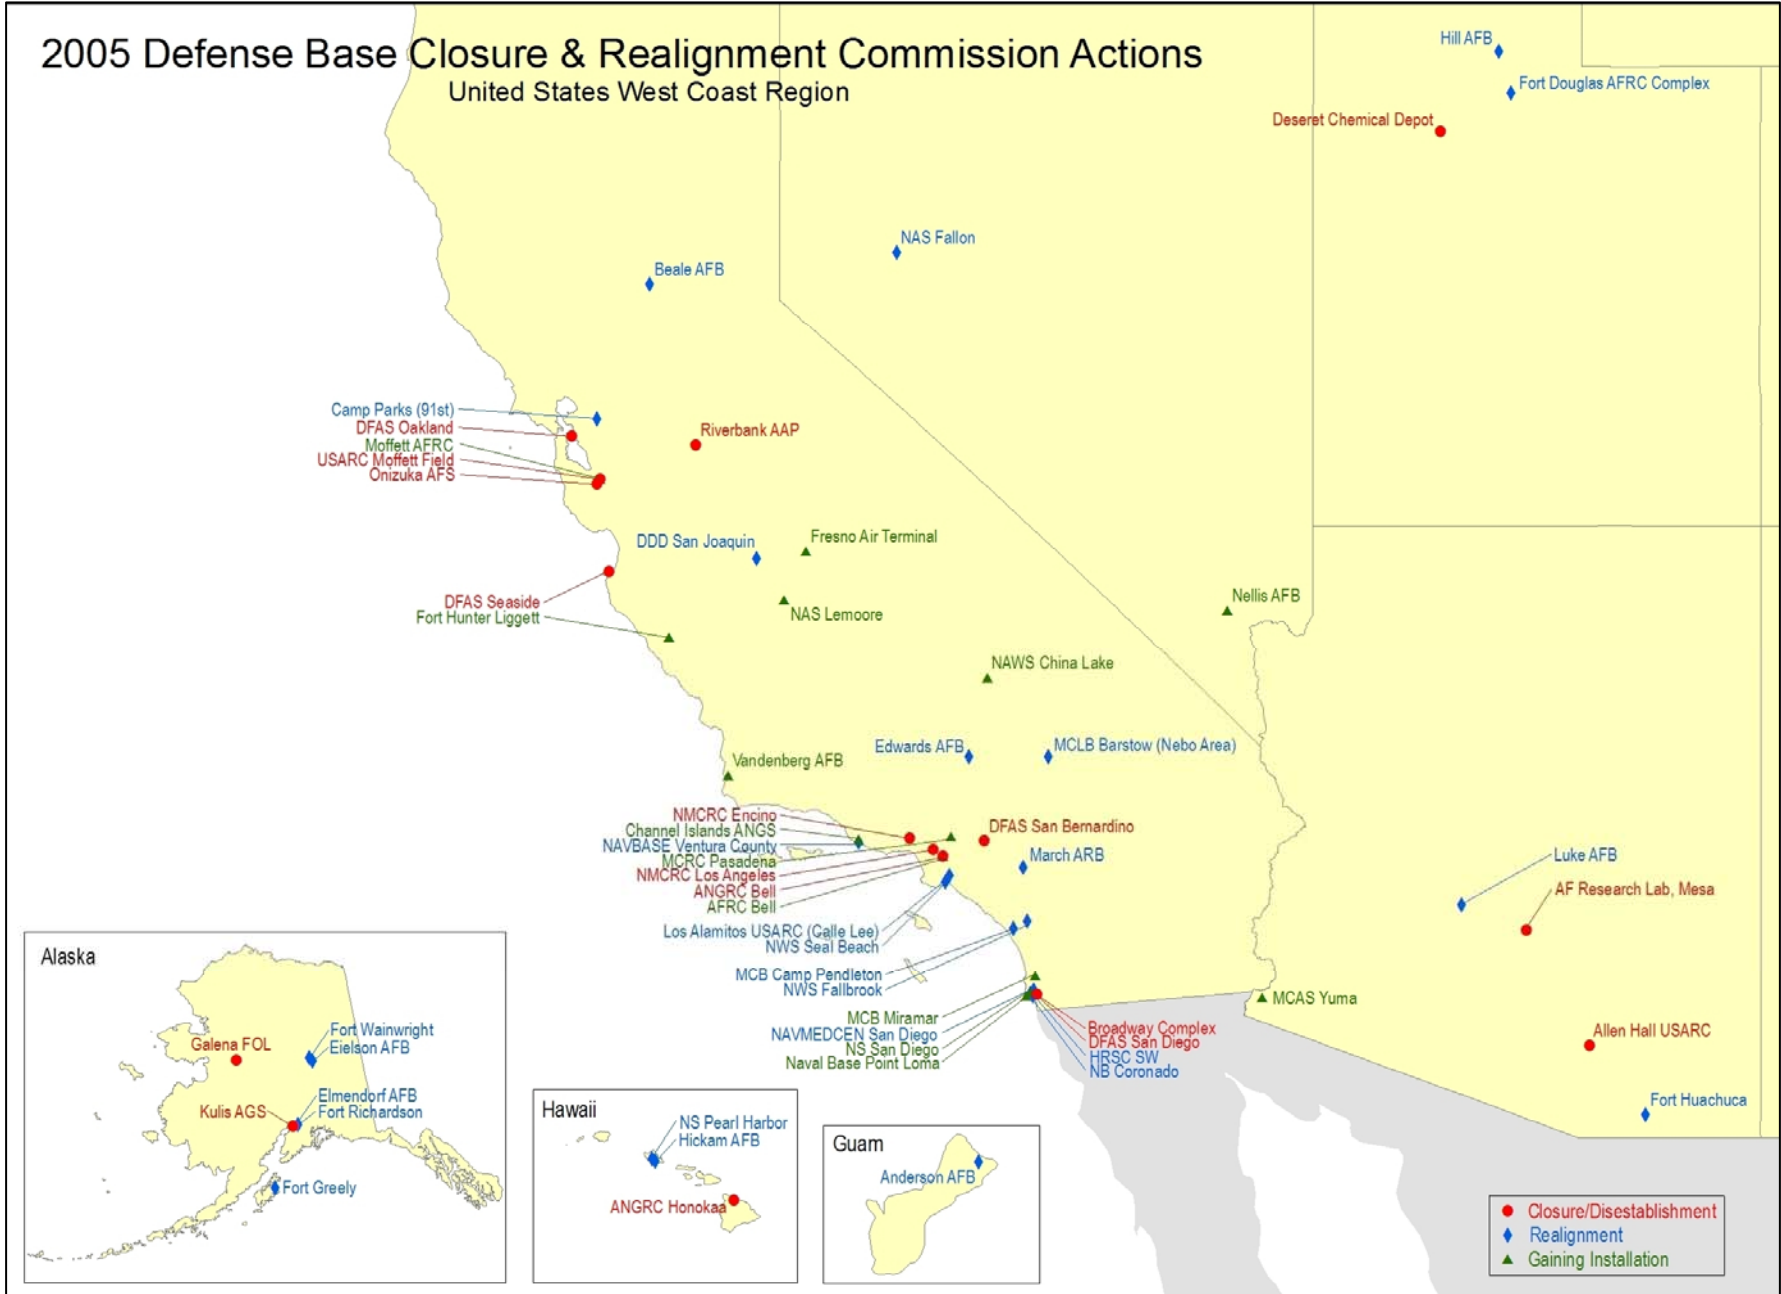 2005 Defense Base Closure & Realignment Commission Actions
United States West Coast Region
Hill AFB
Fort Douglas AFRC Complex
Deseret Chemical Depot
NAS Fallon
Beale AFB
Camp Parks (91st)
DFAS Oakland
Moffett AFRC
USARC Moffett Field
Onizuka AFS
Riverbank AAP
DDD San Joaquin
Fresno Air Terminal
NAS Lemoore
DFAS Seaside
Fort Hunter Liggett
Nellis AFB
NAWS China Lake
Edwards AFB
MCLB Barstow (Nebo Area)
Vandenberg AFB
NMCRC Encino
Channel Islands ANGS
NAVBASE Ventura County
MCRC Pasadena
NMCRC Los Angeles
ANGRC Bell
AFRC Bell
DFAS San Bernardino
March ARB
Luke AFB
AF Research Lab, Mesa
Los Alamitos USARC (Calle Lee)
NWS Seal Beach
MCB Camp Pendleton
NWS Fallbrook
MCB Miramar
NAVMEDCEN San Diego
NS San Diego
Naval Base Point Loma
Broadway Complex
DFAS San Diego
HRSC SW
NB Coronado
MCAS Yuma
Allen Hall USARC
Fort Huachuca
Alaska
Galena FOL
Fort Wainwright
Eielson AFB
Elmendorf AFB
Fort Richardson
Kulis AGS
Fort Greely
Hawaii
NS Pearl Harbor
Hickam AFB
ANGRC Honokaa
Guam
Anderson AFB
Closure/Disestablishment
Realignment
Gaining Installation